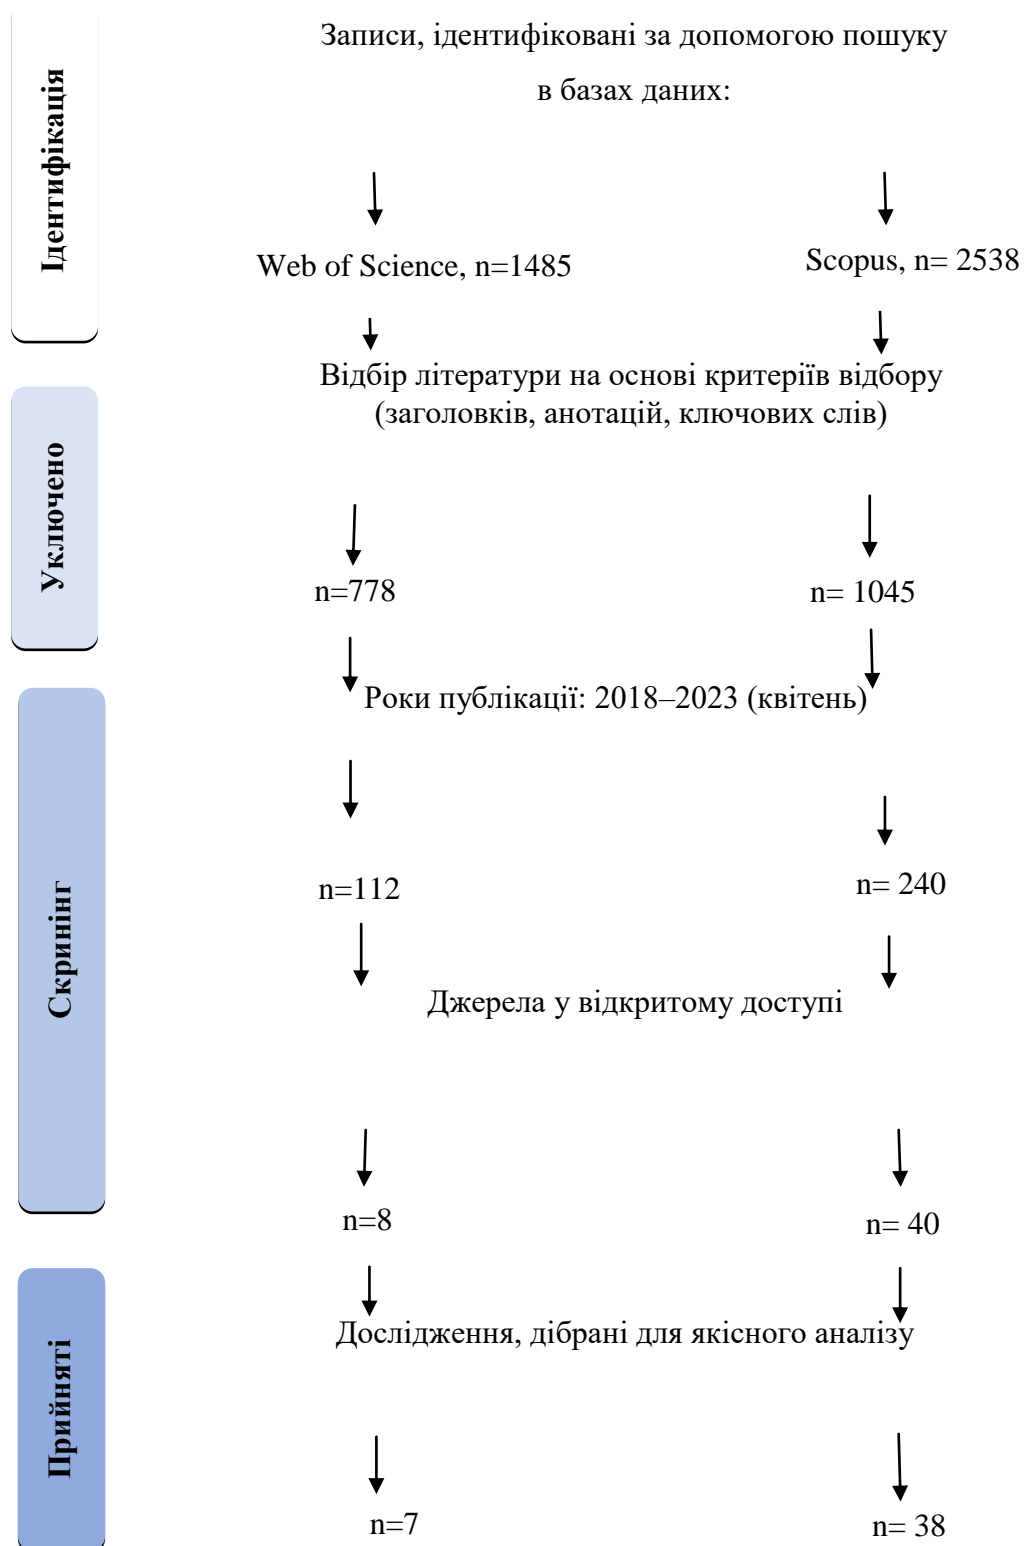 Записи, ідентифіковані за допомогою пошуку
в базах даних:
Ідентифікація
Web of Science, n=1485
Scopus, n= 2538
Відбір літератури на основі критеріїв відбору
(заголовків, анотацій, ключових слів)
Уключено
n=778
n= 1045
Роки публікації: 2018–2023 (квітень)
n=112
n= 240
Скринінг
Джерела у відкритому доступі
n=8
n= 40
Дослідження, дібрані для якісного аналізу
Прийняті
n=7
n= 38